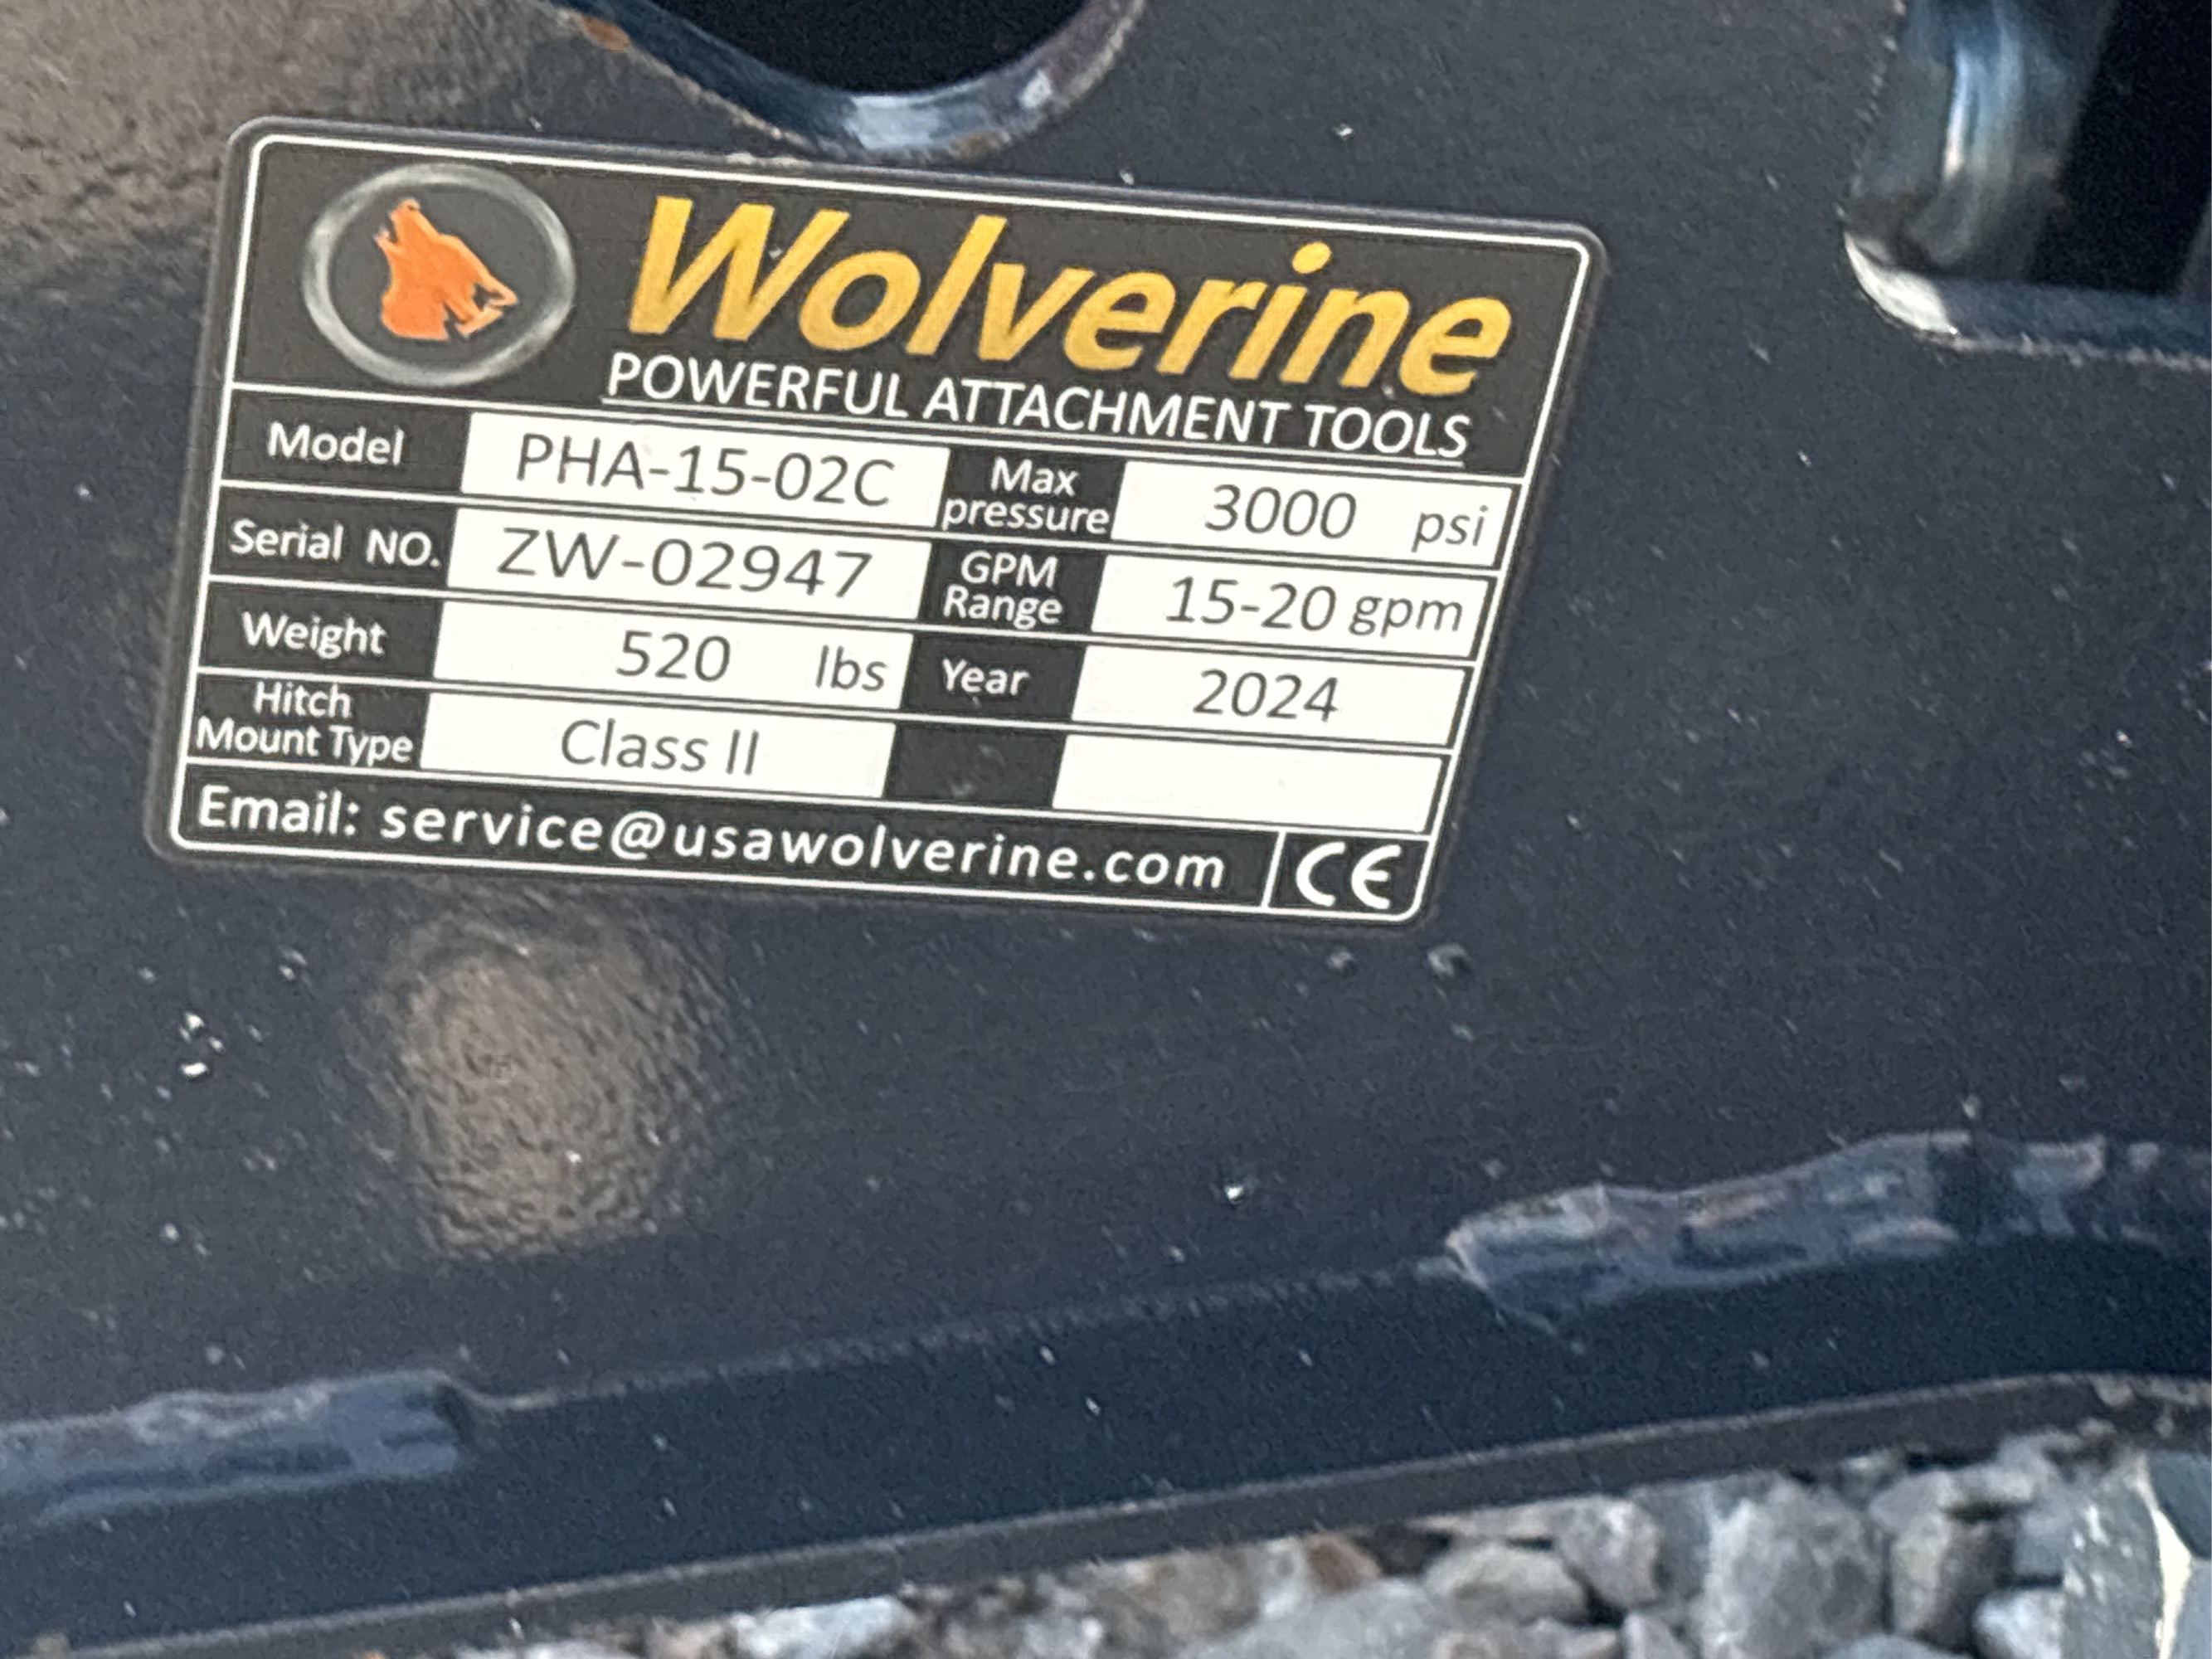 Wolverine
POWERFUL ATTACHMENT TOOLS
Model PHA-15-02C Max pressure 3000 psi
Serial NO. ZW-02947 GPM Range 15-20 gpm
Weight 520 lbs Year 2024
Hitch Mount Type Class II
Email: service@usawolverine.com CE